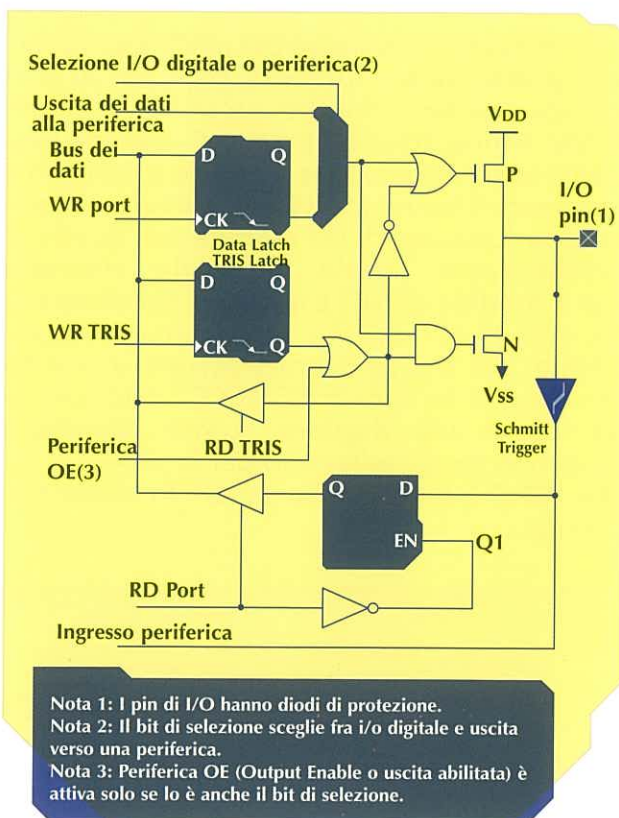 Selezione I/O digitale o periferica(2)
Uscita dei dati
alla periferica
Bus dei
dati
VDD
D
Q
P
I/O
pin(1)
WR port
CK
Data Latch
TRIS Latch
D
Q
WR TRIS
CK
Q
N
Vss
Schmitt
Trigger
RD TRIS
Periferica
OE(3)
Q
D
EN
Q1
RD Port
Ingresso periferica
Nota 1: I pin di I/O hanno diodi di protezione.
Nota 2: Il bit di selezione sceglie fra i/o digitale e uscita
verso una periferica.
Nota 3: Periferica OE (Output Enable o uscita abilitata) è
attiva solo se lo è anche il bit di selezione.